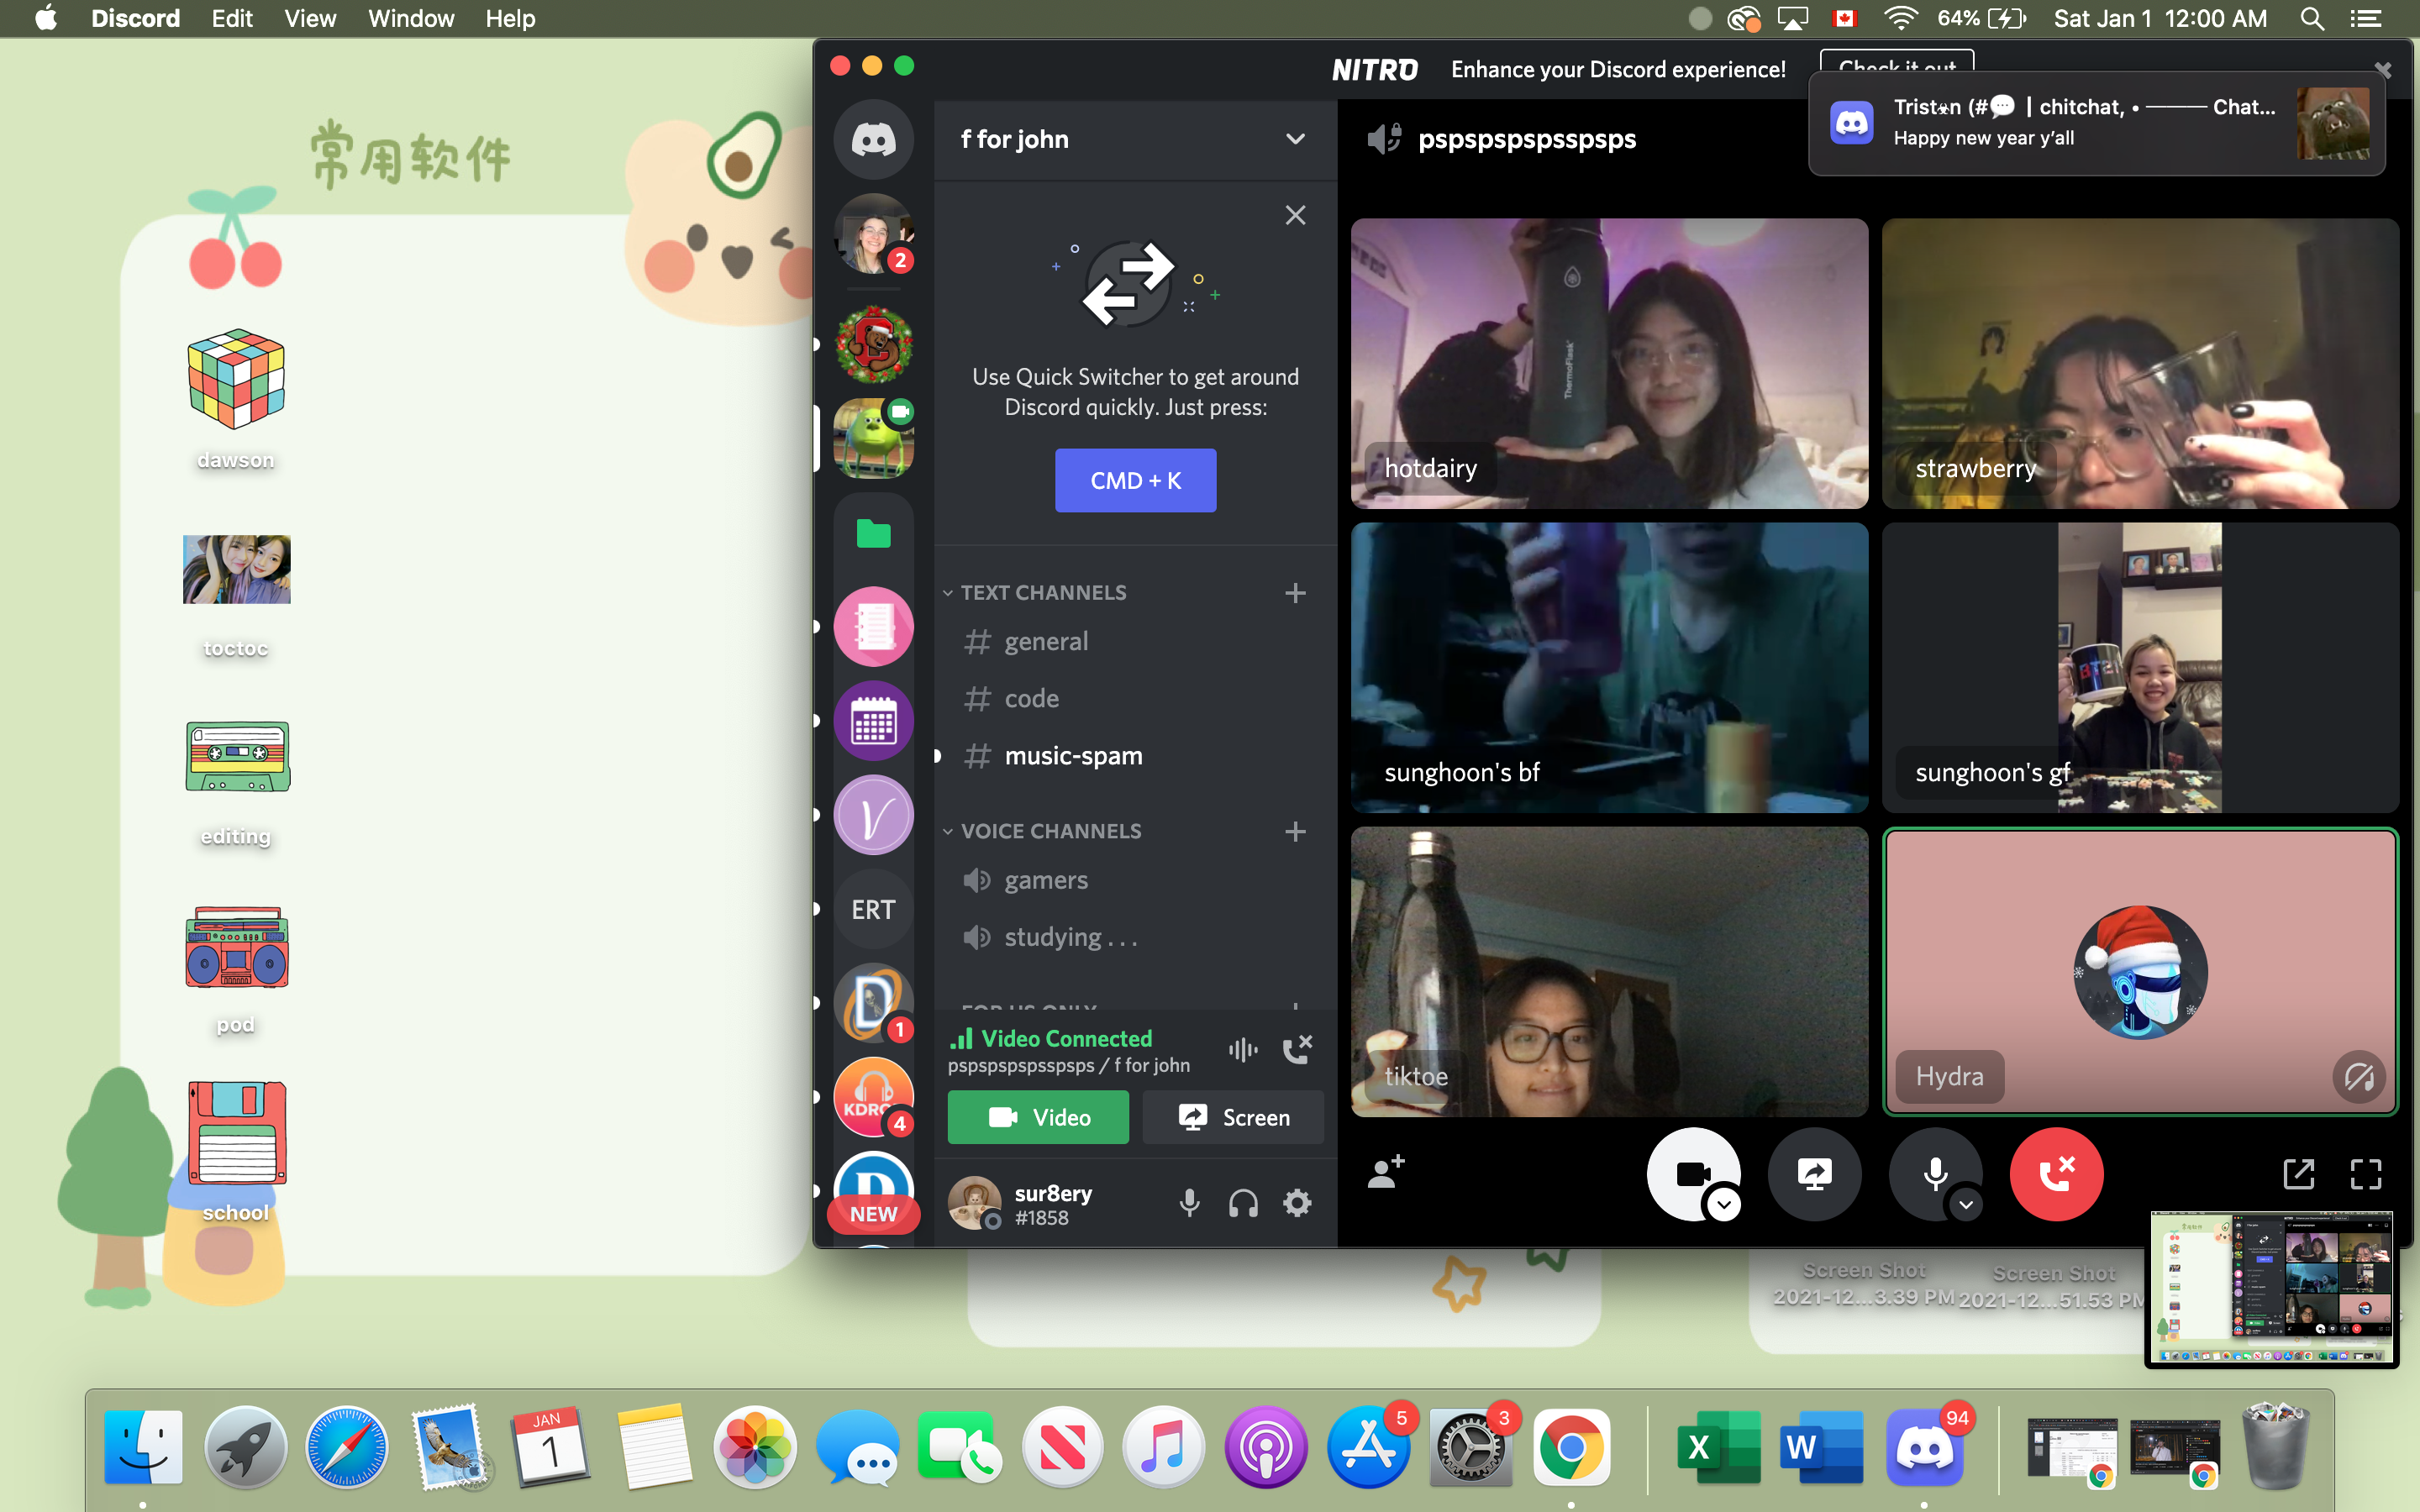 Discord Edit View Window Help
64% Sat Jan 1 12:00 AM
NITRO Enhance your Discord experience! Check it out
Trist☣n (#💬 | chitchat, • ——— Chat...
Happy new year y'all
常用软件
dawson
toctoc
editing
pod
school
2
ERT
1
KDRO
4
D
NEW
f for john
Use Quick Switcher to get around
Discord quickly. Just press:
CMD + K
TEXT CHANNELS
# general
# code
# music-spam
VOICE CHANNELS
gamers
studying . . .
FOR US ONLY
Video Connected
pspspspspsspsps / f for john
Video Screen
sur8ery
#1858
pspspspspsspsps
ThermoFlask
hotdairy
strawberry
sunghoon's bf
BT21
sunghoon's gf
tiktoe
Hydra
Screen Shot
2021-12...3.39 PM
Screen Shot
2021-12...51.53 PM
JAN
1
5
3
X
W
94